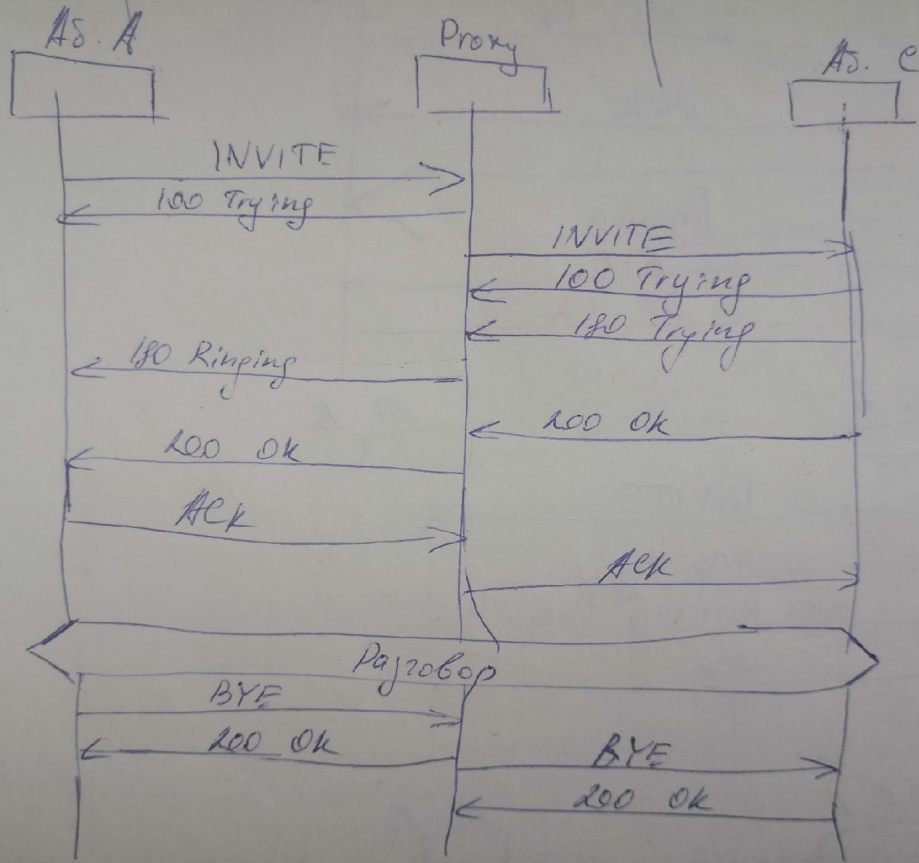 Аб. А
Proxy
Аб. С
INVITE
100 Trying
INVITE
100 Trying
180 Trying
180 Ringing
200 OK
200 OK
ACK
ACK
Разговор
BYE
200 OK
BYE
200 OK